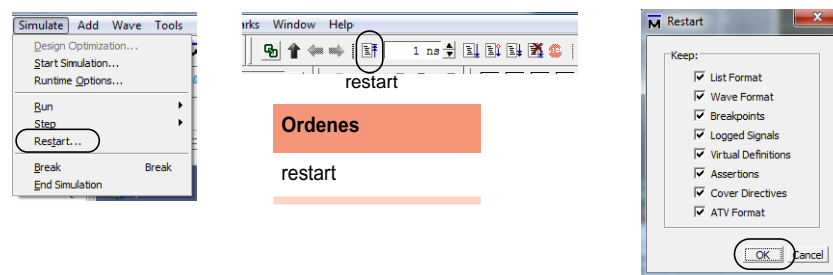 Simulate Add Wave Tools
Design Optimization...
Start Simulation...
Runtime Options...
Run
Step
Restart...
Break Break
End Simulation
rks Window Help
1 ns
restart
Ordenes
restart
Restart
Keep:
List Format
Wave Format
Breakpoints
Logged Signals
Virtual Definitions
Assertions
Cover Directives
ATV Format
OK Cancel